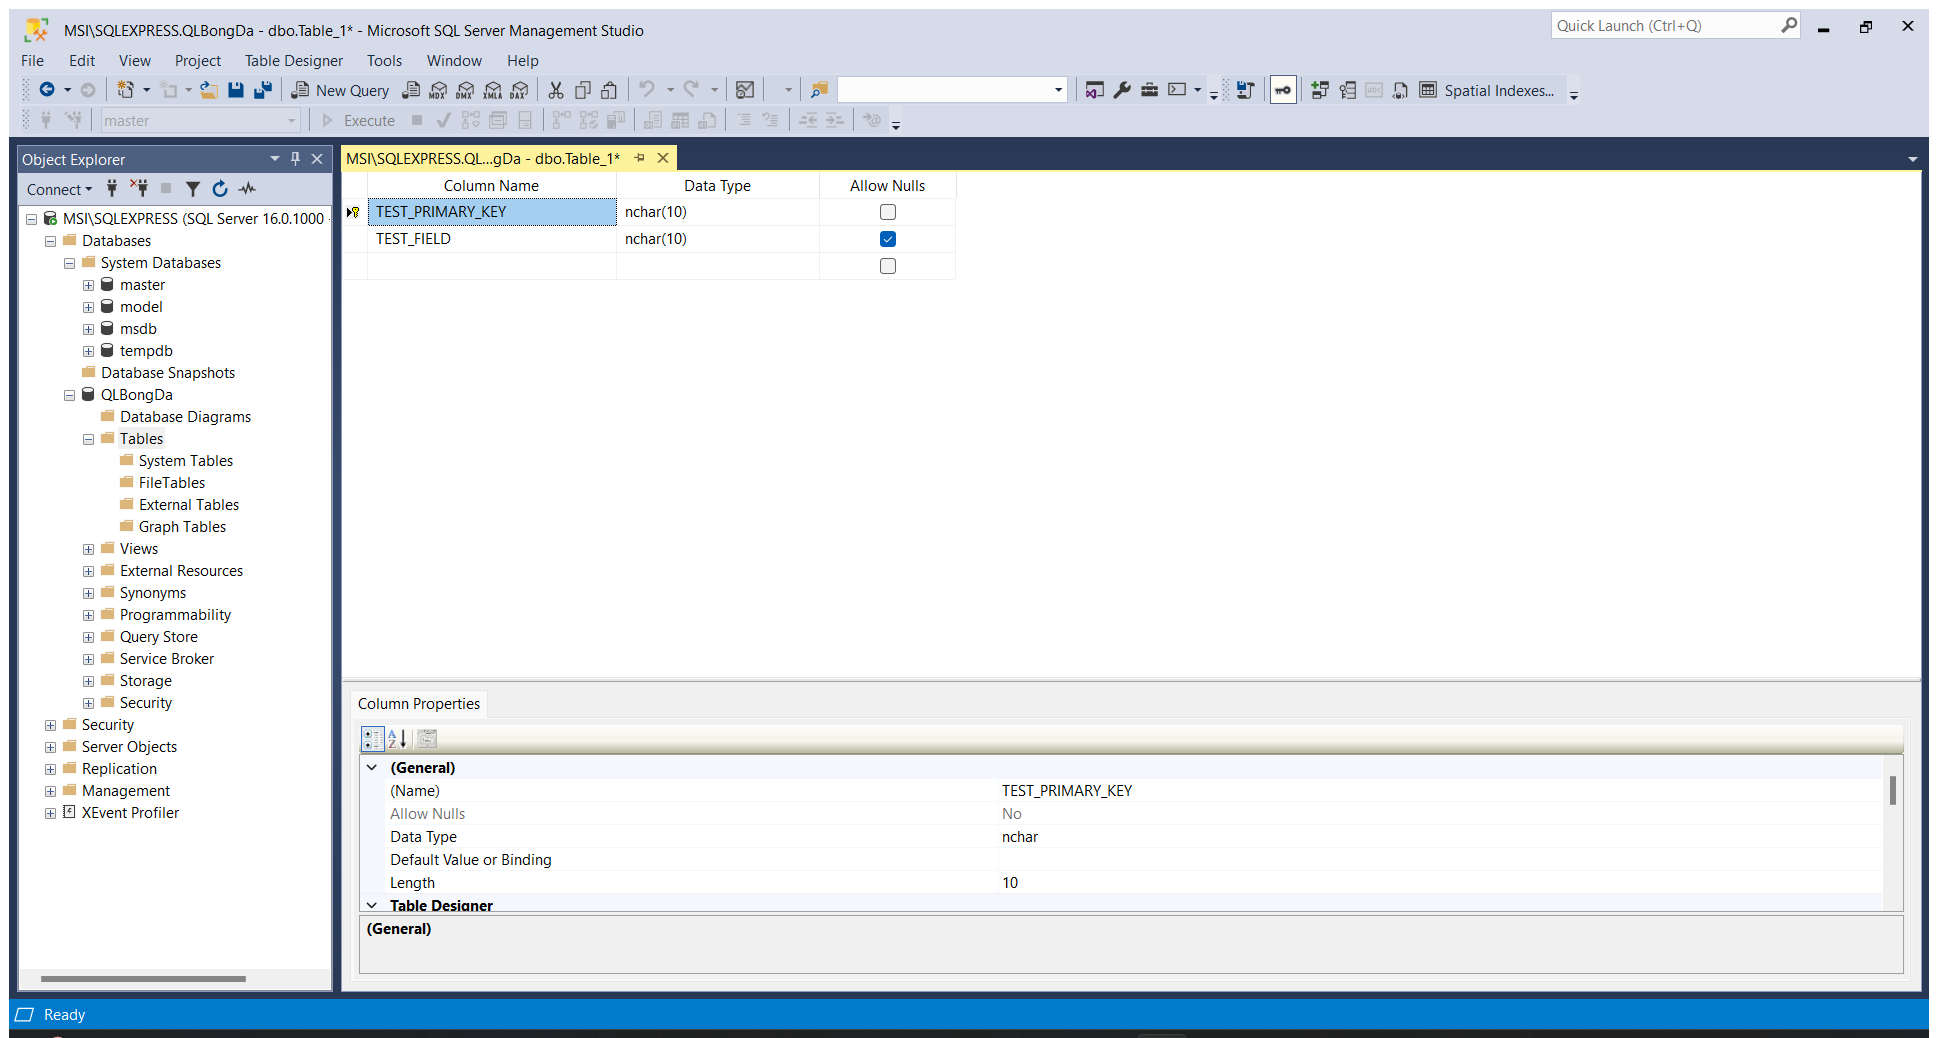 MSI\SQLEXPRESS.QLBongDa - dbo.Table_1* - Microsoft SQL Server Management Studio
Quick Launch (Ctrl+Q)
File Edit View Project Table Designer Tools Window Help
New Query MDX DMX XMLA DAX Spatial Indexes...
master Execute
Object Explorer
Connect
MSI\SQLEXPRESS (SQL Server 16.0.1000 -
Databases
System Databases
master
model
msdb
tempdb
Database Snapshots
QLBongDa
Database Diagrams
Tables
System Tables
FileTables
External Tables
Graph Tables
Views
External Resources
Synonyms
Programmability
Query Store
Service Broker
Storage
Security
Security
Server Objects
Replication
Management
XEvent Profiler
MSI\SQLEXPRESS.QL...gDa - dbo.Table_1*
Column Name Data Type Allow Nulls
TEST_PRIMARY_KEY nchar(10)
TEST_FIELD nchar(10)
Column Properties
(General)
(Name) TEST_PRIMARY_KEY
Allow Nulls No
Data Type nchar
Default Value or Binding
Length 10
Table Designer
(General)
Ready